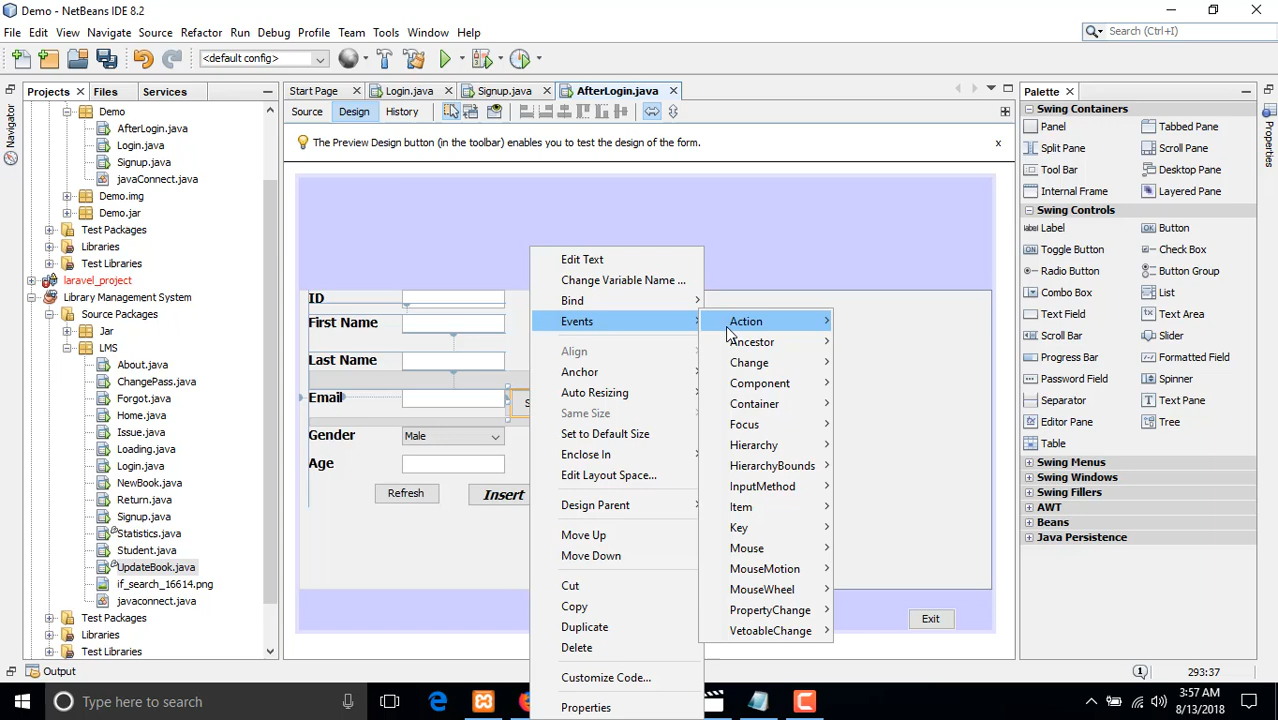 Demo - NetBeans IDE 8.2
File Edit View Navigate Source Refactor Run Debug Profile Team Tools Window Help
Search (Ctrl+I)
<default config>
Projects Files Services
Navigator
Demo
AfterLogin.java
Login.java
Signup.java
javaConnect.java
Demo.img
Demo.jar
Test Packages
Libraries
Test Libraries
laravel_project
Library Management System
Source Packages
Jar
LMS
About.java
ChangePass.java
Forgot.java
Home.java
Issue.java
Loading.java
Login.java
NewBook.java
Return.java
Signup.java
Statistics.java
Student.java
UpdateBook.java
if_search_16614.png
javaconnect.java
Test Packages
Libraries
Test Libraries
Output
Start Page Login.java Signup.java AfterLogin.java
Source Design History
The Preview Design button (in the toolbar) enables you to test the design of the form.
x
ID
First Name
Last Name
Email
S
Gender
Male
Age
Refresh
Insert
Exit
Edit Text
Change Variable Name ...
Bind
Events
Align
Anchor
Auto Resizing
Same Size
Set to Default Size
Enclose In
Edit Layout Space...
Design Parent
Move Up
Move Down
Cut
Copy
Duplicate
Delete
Customize Code...
Properties
Action
Ancestor
Change
Component
Container
Focus
Hierarchy
HierarchyBounds
InputMethod
Item
Key
Mouse
MouseMotion
MouseWheel
PropertyChange
VetoableChange
Palette
Swing Containers
Panel Tabbed Pane
Split Pane Scroll Pane
Tool Bar Desktop Pane
Internal Frame Layered Pane
Swing Controls
label Label OK Button
Toggle Button Check Box
Radio Button Button Group
Combo Box List
Text Field Text Area
Scroll Bar Slider
Progress Bar Formatted Field
Password Field Spinner
Separator T Text Pane
Editor Pane Tree
Table
Swing Menus
Swing Windows
Swing Fillers
AWT
Beans
Java Persistence
Properties
1
293:37
Type here to search
3:57 AM
8/13/2018